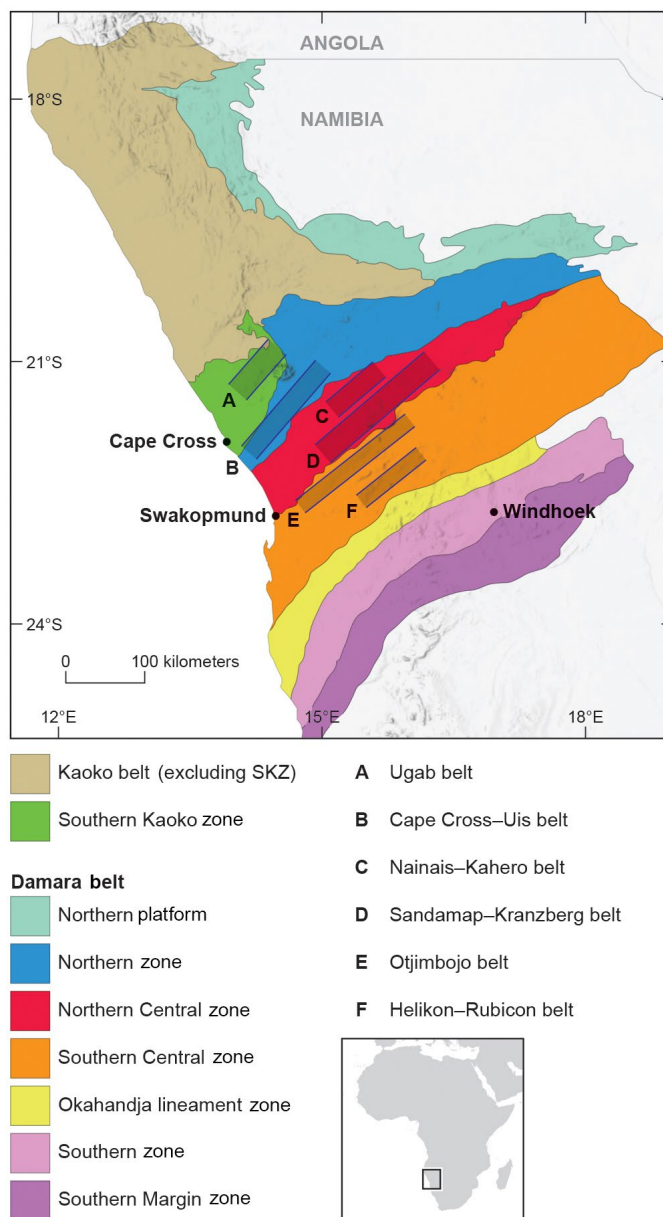 ANGOLA
18°S
NAMIBIA
21°S
A
C
Cape Cross
B
D
Swakopmund
E
F
Windhoek
24°S
0 100 kilometers
12°E
15°E
18°E
Kaoko belt (excluding SKZ)
Southern Kaoko zone
Damara belt
Northern platform
Northern zone
Northern Central zone
Southern Central zone
Okahandja lineament zone
Southern zone
Southern Margin zone
A Ugab belt
B Cape Cross–Uis belt
C Nainais–Kahero belt
D Sandamap–Kranzberg belt
E Otjimbojo belt
F Helikon–Rubicon belt